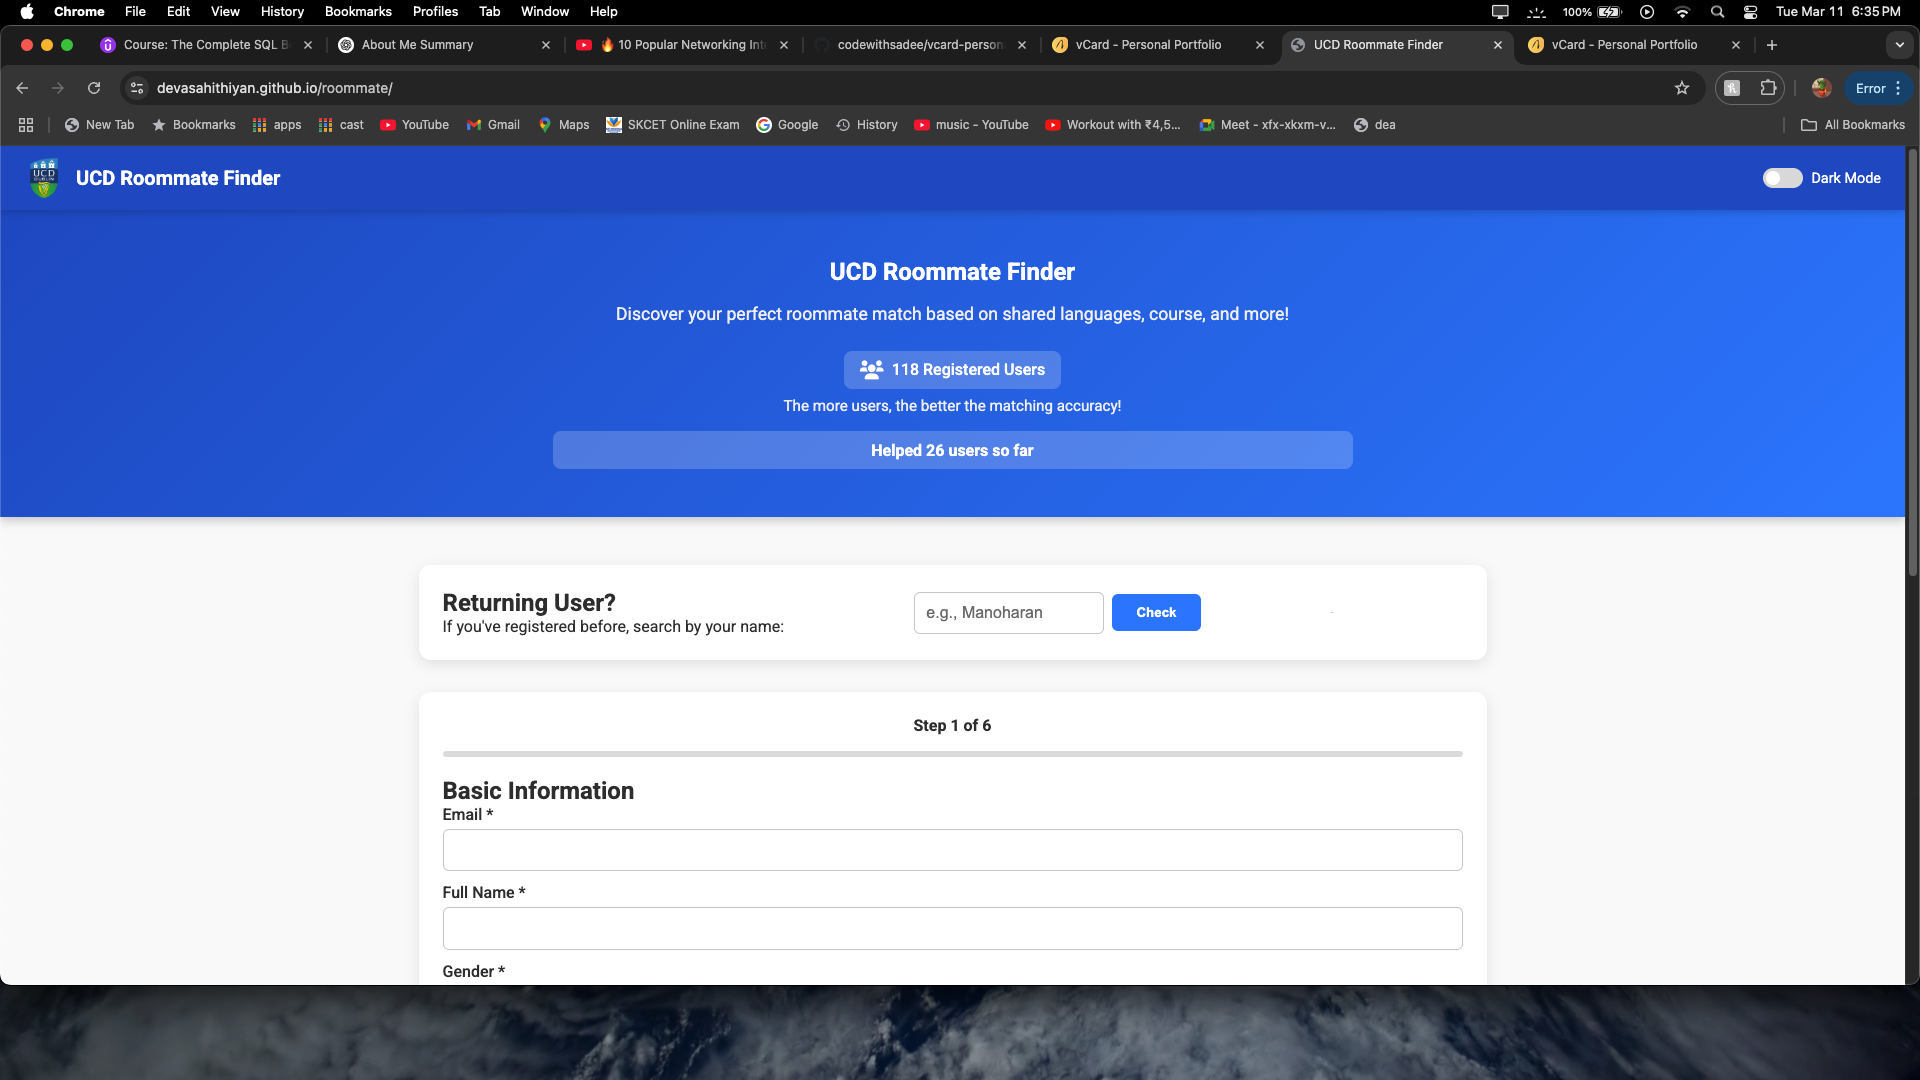 Chrome File Edit View History Bookmarks Profiles Tab Window Help 100% Tue Mar 11 6:35 PM
Course: The Complete SQL B About Me Summary 🔥 10 Popular Networking Int codewithsadee/vcard-person vCard - Personal Portfolio UCD Roommate Finder vCard - Personal Portfolio
devasahithiyan.github.io/roommate/ Error
New Tab Bookmarks apps cast YouTube Gmail Maps SKCET Online Exam Google History music - YouTube Workout with ₹4,5... Meet - xfx-xkxm-v... dea All Bookmarks
UCD DUBLIN
UCD Roommate Finder Dark Mode
UCD Roommate Finder
Discover your perfect roommate match based on shared languages, course, and more!
118 Registered Users
The more users, the better the matching accuracy!
Helped 26 users so far
Returning User?
If you've registered before, search by your name:
e.g., Manoharan Check
Step 1 of 6
Basic Information
Email *
Full Name *
Gender *